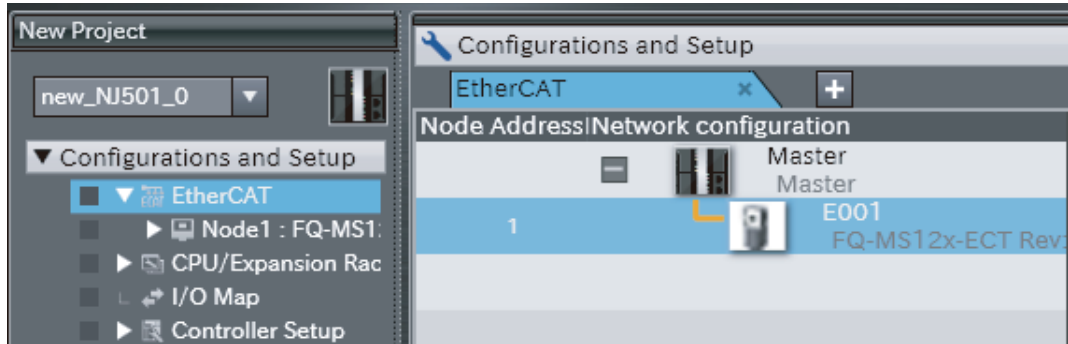 New Project
new_NJ501_0
Configurations and Setup
EtherCAT
Node1 : FQ-MS1
CPU/Expansion Rac
I/O Map
Controller Setup
Configurations and Setup
EtherCAT
Node Address|Network configuration
Master
Master
1
E001
FQ-MS12x-ECT Rev: